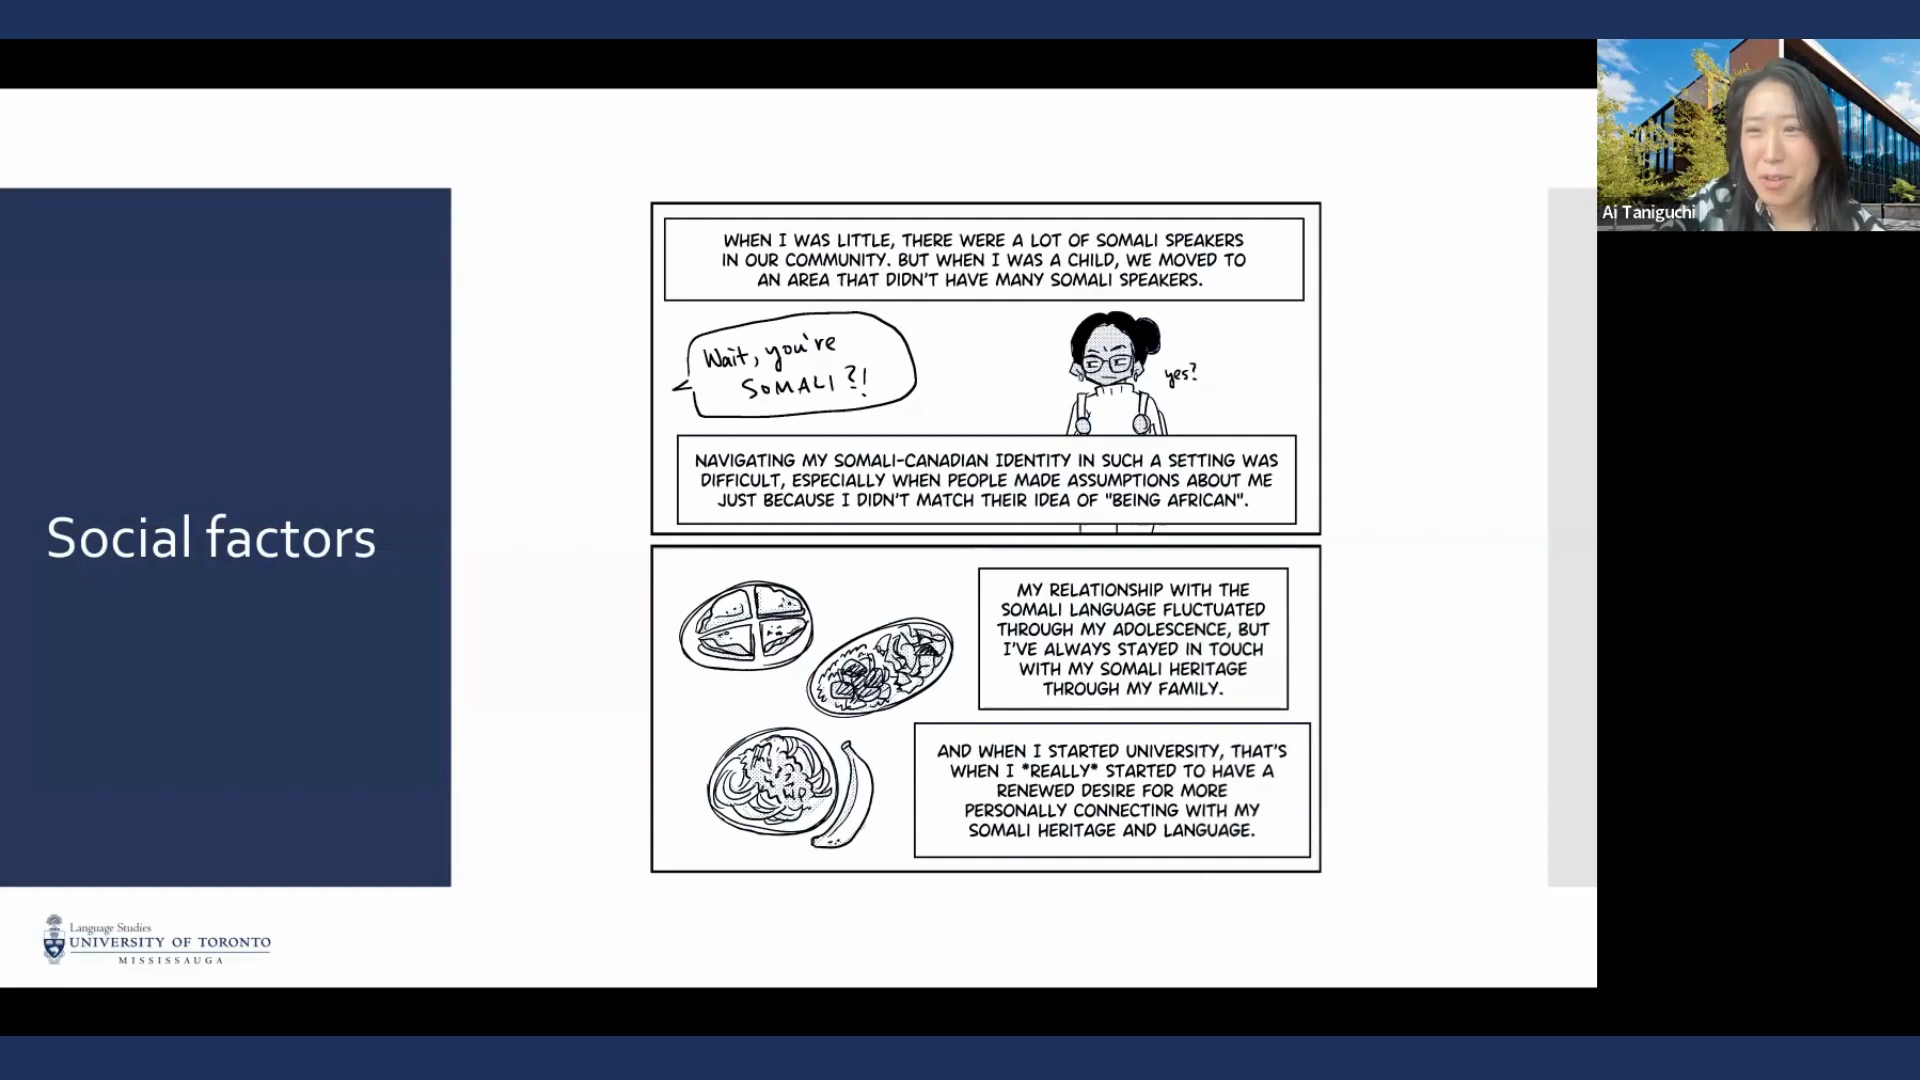 Ai Taniguchi
Social factors
WHEN I WAS LITTLE, THERE WERE A LOT OF SOMALI SPEAKERS
IN OUR COMMUNITY. BUT WHEN I WAS A CHILD, WE MOVED TO
AN AREA THAT DIDN'T HAVE MANY SOMALI SPEAKERS.
Wait, you're
SOMALI?!
yes?
NAVIGATING MY SOMALI-CANADIAN IDENTITY IN SUCH A SETTING WAS
DIFFICULT, ESPECIALLY WHEN PEOPLE MADE ASSUMPTIONS ABOUT ME
JUST BECAUSE I DIDN'T MATCH THEIR IDEA OF "BEING AFRICAN".
MY RELATIONSHIP WITH THE
SOMALI LANGUAGE FLUCTUATED
THROUGH MY ADOLESCENCE, BUT
I'VE ALWAYS STAYED IN TOUCH
WITH MY SOMALI HERITAGE
THROUGH MY FAMILY.
AND WHEN I STARTED UNIVERSITY, THAT'S
WHEN I *REALLY* STARTED TO HAVE A
RENEWED DESIRE FOR MORE
PERSONALLY CONNECTING WITH MY
SOMALI HERITAGE AND LANGUAGE.
Language Studies
UNIVERSITY OF TORONTO
MISSISSAUGA